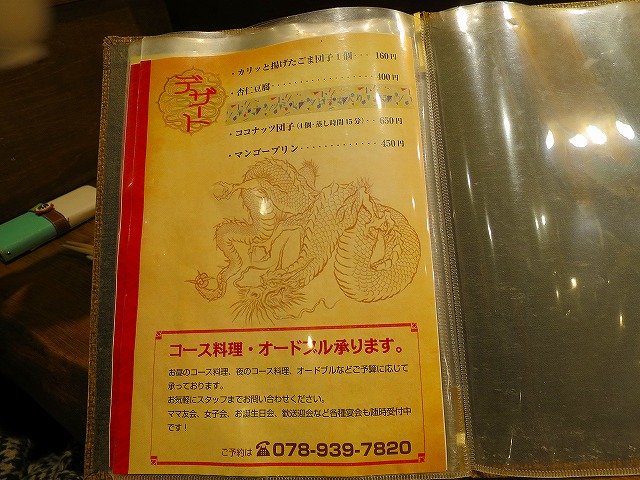 デザート
・カリッと揚げたごま団子1個・・・160円
・杏仁豆腐・・・・・・・・・・・・400円
・ココナッツ団子(4個・蒸し時間15分)・・650円
・マンゴープリン・・・・・・・・・・・・・450円
コース料理・オードブル承ります。
お昼のコース料理、夜のコース料理、オードブルなどご予算に応じて
承っております。
お気軽にスタッフまでお問い合わせください。
ママ友会、女子会、お誕生日会、歓送迎会など各種宴会も随時受付中
です!
ご予約は☎078-939-7820